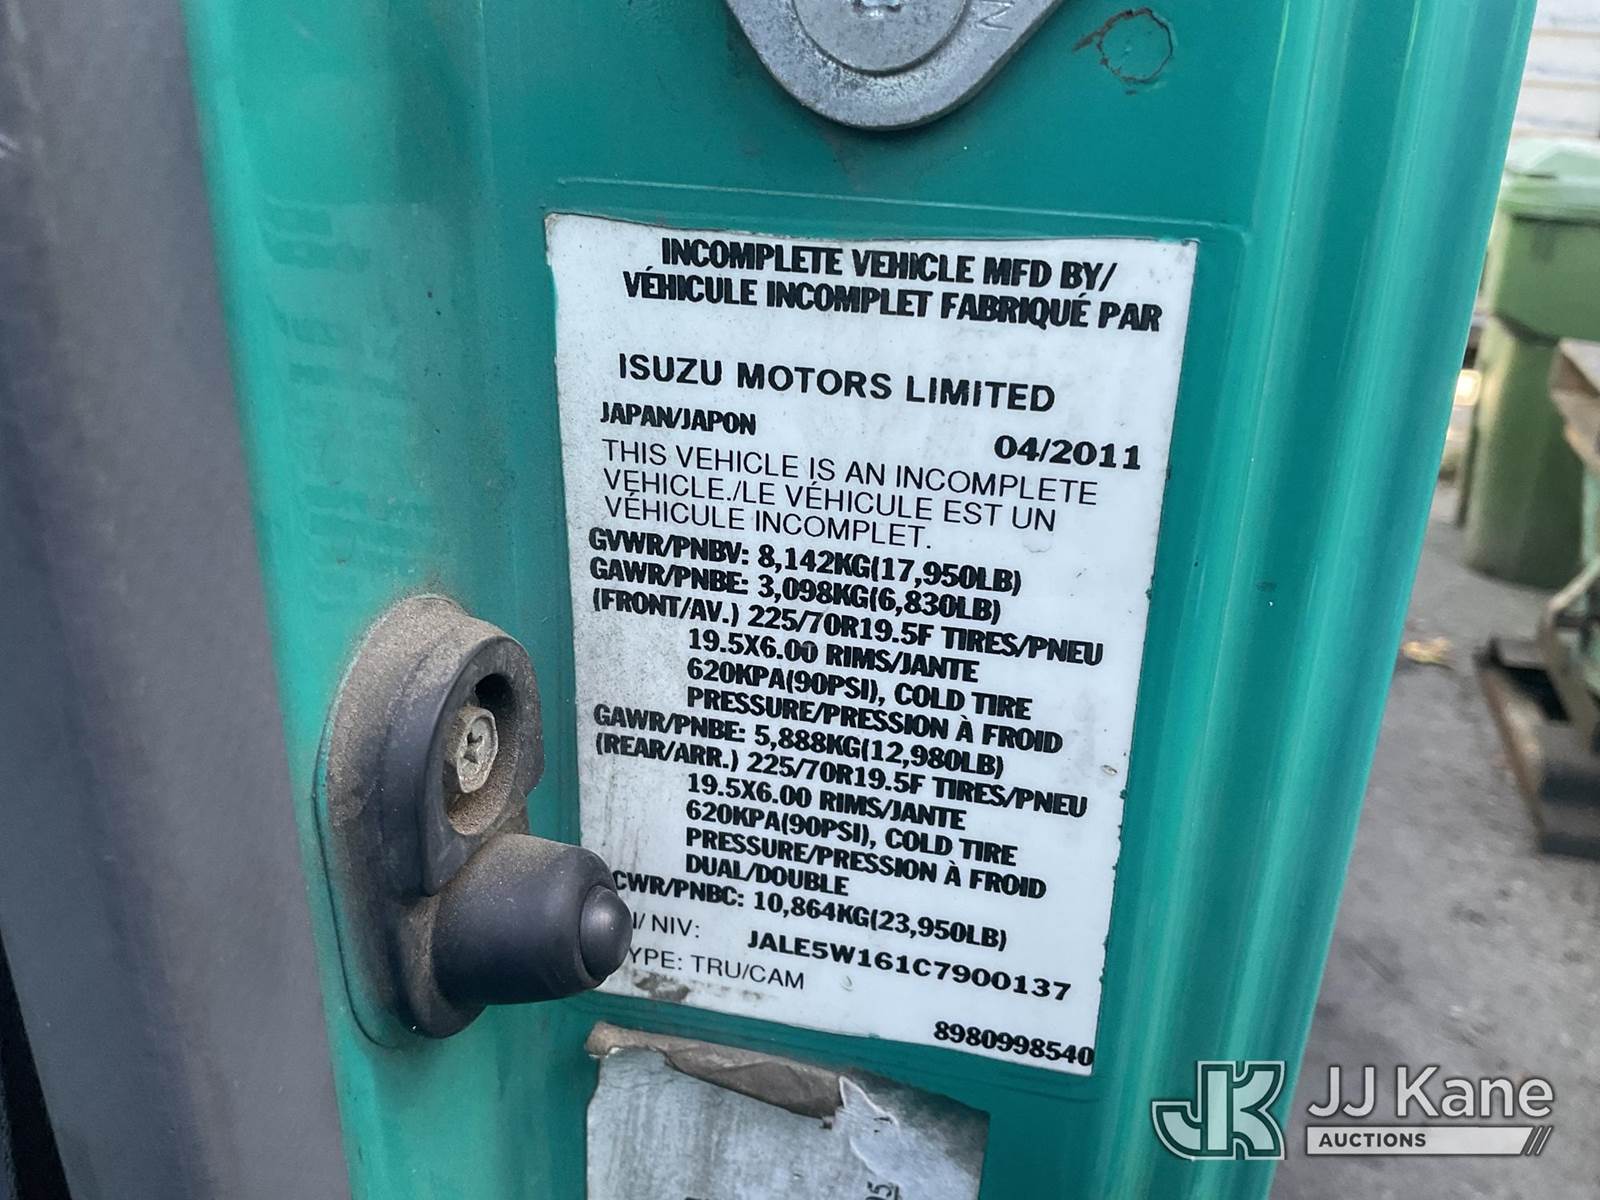 INCOMPLETE VEHICLE MFD BY/
VÉHICULE INCOMPLET FABRIQUÉ PAR
ISUZU MOTORS LIMITED
JAPAN/JAPON
04/2011
THIS VEHICLE IS AN INCOMPLETE
VEHICLE./LE VÉHICULE EST UN
VÉHICULE INCOMPLET.
GVWR/PNBV: 8,142KG(17,950LB)
GAWR/PNBE: 3,098KG(6,830LB)
(FRONT/AV.) 225/70R19.5F TIRES/PNEU
19.5X6.00 RIMS/JANTE
620KPA(90PSI), COLD TIRE
PRESSURE/PRESSION À FROID
GAWR/PNBE: 5,888KG(12,980LB)
(REAR/ARR.) 225/70R19.5F TIRES/PNEU
19.5X6.00 RIMS/JANTE
620KPA(90PSI), COLD TIRE
PRESSURE/PRESSION À FROID
DUAL/DOUBLE
CWR/PNBC: 10,864KG(23,950LB)
I/ NIV: JALE5W161C7900137
YPE: TRU/CAM
8980998540
JK JJ Kane
AUCTIONS